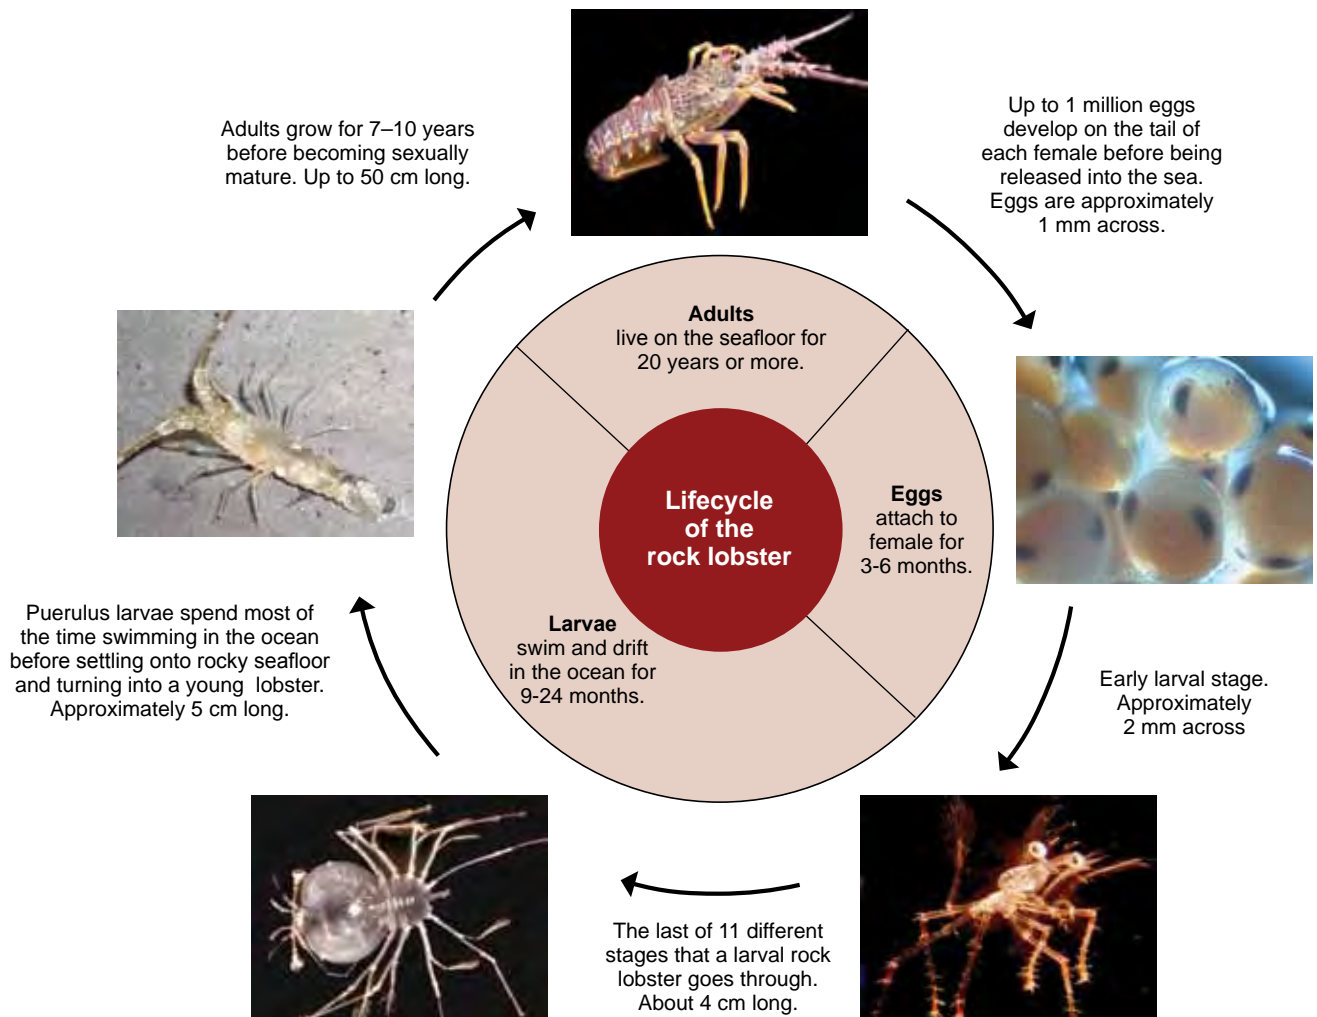 Adults grow for 7–10 years
before becoming sexually
mature. Up to 50 cm long.
Up to 1 million eggs
develop on the tail of
each female before being
released into the sea.
Eggs are approximately
1 mm across.
Adults
live on the seafloor for
20 years or more.
Lifecycle
of the
rock lobster
Eggs
attach to
female for
3-6 months.
Larvae
swim and drift
in the ocean for
9-24 months.
Puerulus larvae spend most of
the time swimming in the ocean
before settling onto rocky seafloor
and turning into a young lobster.
Approximately 5 cm long.
Early larval stage.
Approximately
2 mm across
The last of 11 different
stages that a larval rock
lobster goes through.
About 4 cm long.